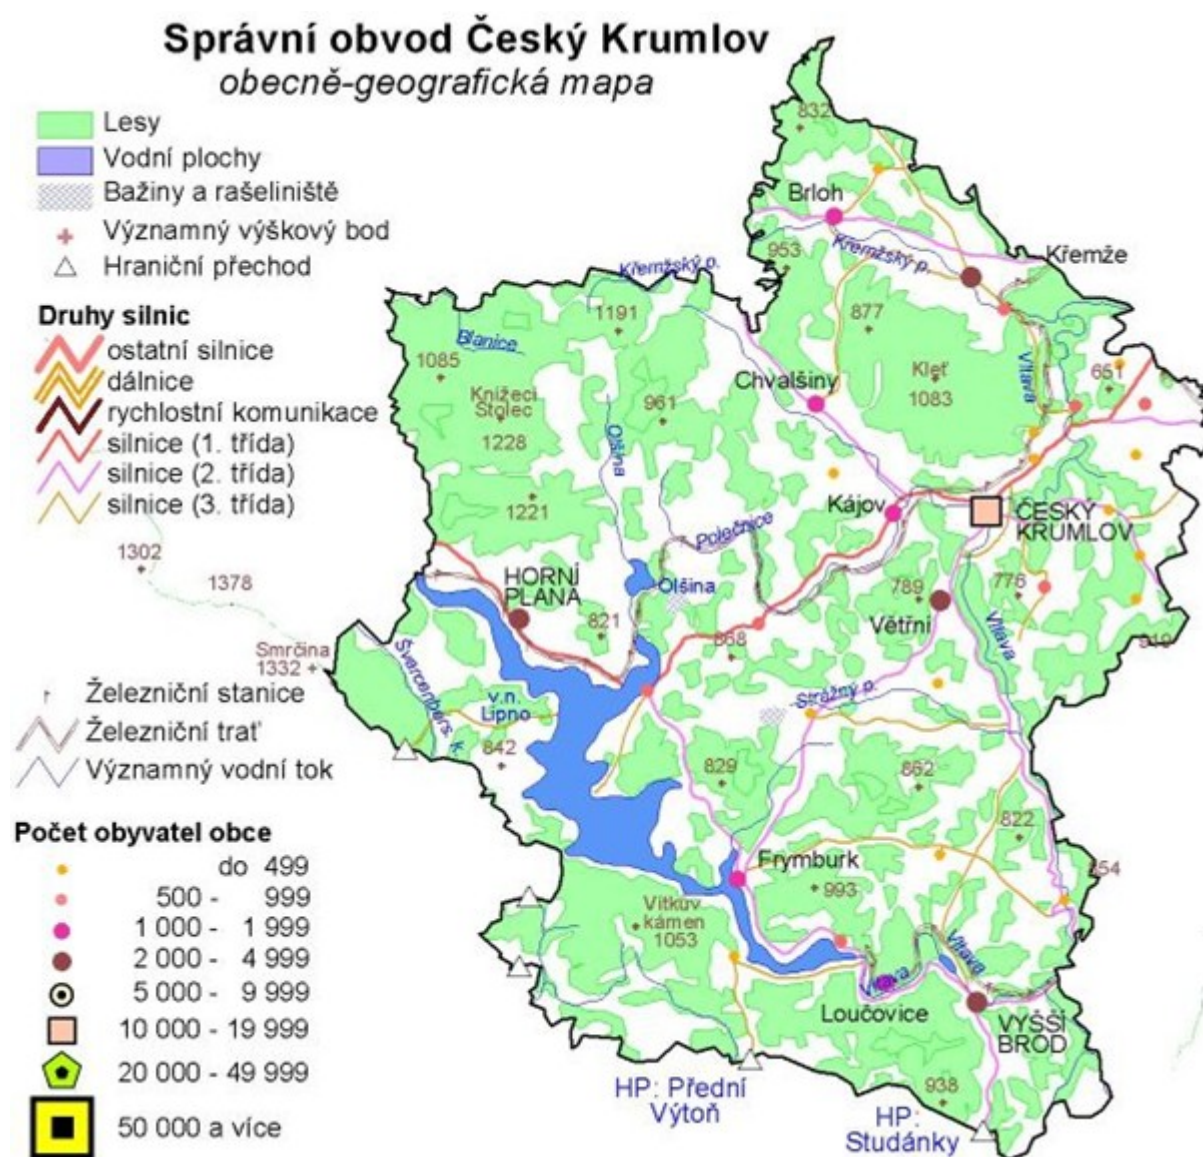 Správní obvod Český Krumlov
obecně-geografická mapa
Lesy
Vodní plochy
Bažiny a rašeliniště
Významný výškový bod
Hraniční přechod
Druhy silnic
ostatní silnice
dálnice
rychlostní komunikace
silnice (1. třída)
silnice (2. třída)
silnice (3. třída)
Železniční stanice
Železniční trať
Významný vodní tok
Počet obyvatel obce
do 499
500 - 999
1 000 - 1 999
2 000 - 4 999
5 000 - 9 999
10 000 - 19 999
20 000 - 49 999
50 000 a více
832
Brloh
953
Křemžský p.
Křemže
Křemžský p.
1191
877
Blanice
1085
Knížecí
Stolec
1228
961
Chvalšiny
Kleť
1083
Vltava
651
Olšina
1221
Kájov
ČESKÝ
KRUMLOV
Polečnice
1302
1378
HORNÍ
PLANÁ
Olšina
821
789
776
Větřní
Vltava
868
919
Smrčina
1332
Švarcenbers. k.
v.n.
Lipno
842
Strážný p.
829
862
822
Frymburk
993
854
Vítkův
kámen
1053
Vltava
Vltava
Loučovice
VYŠŠÍ
BROD
HP: Přední
Výtoň
938
HP:
Studánky